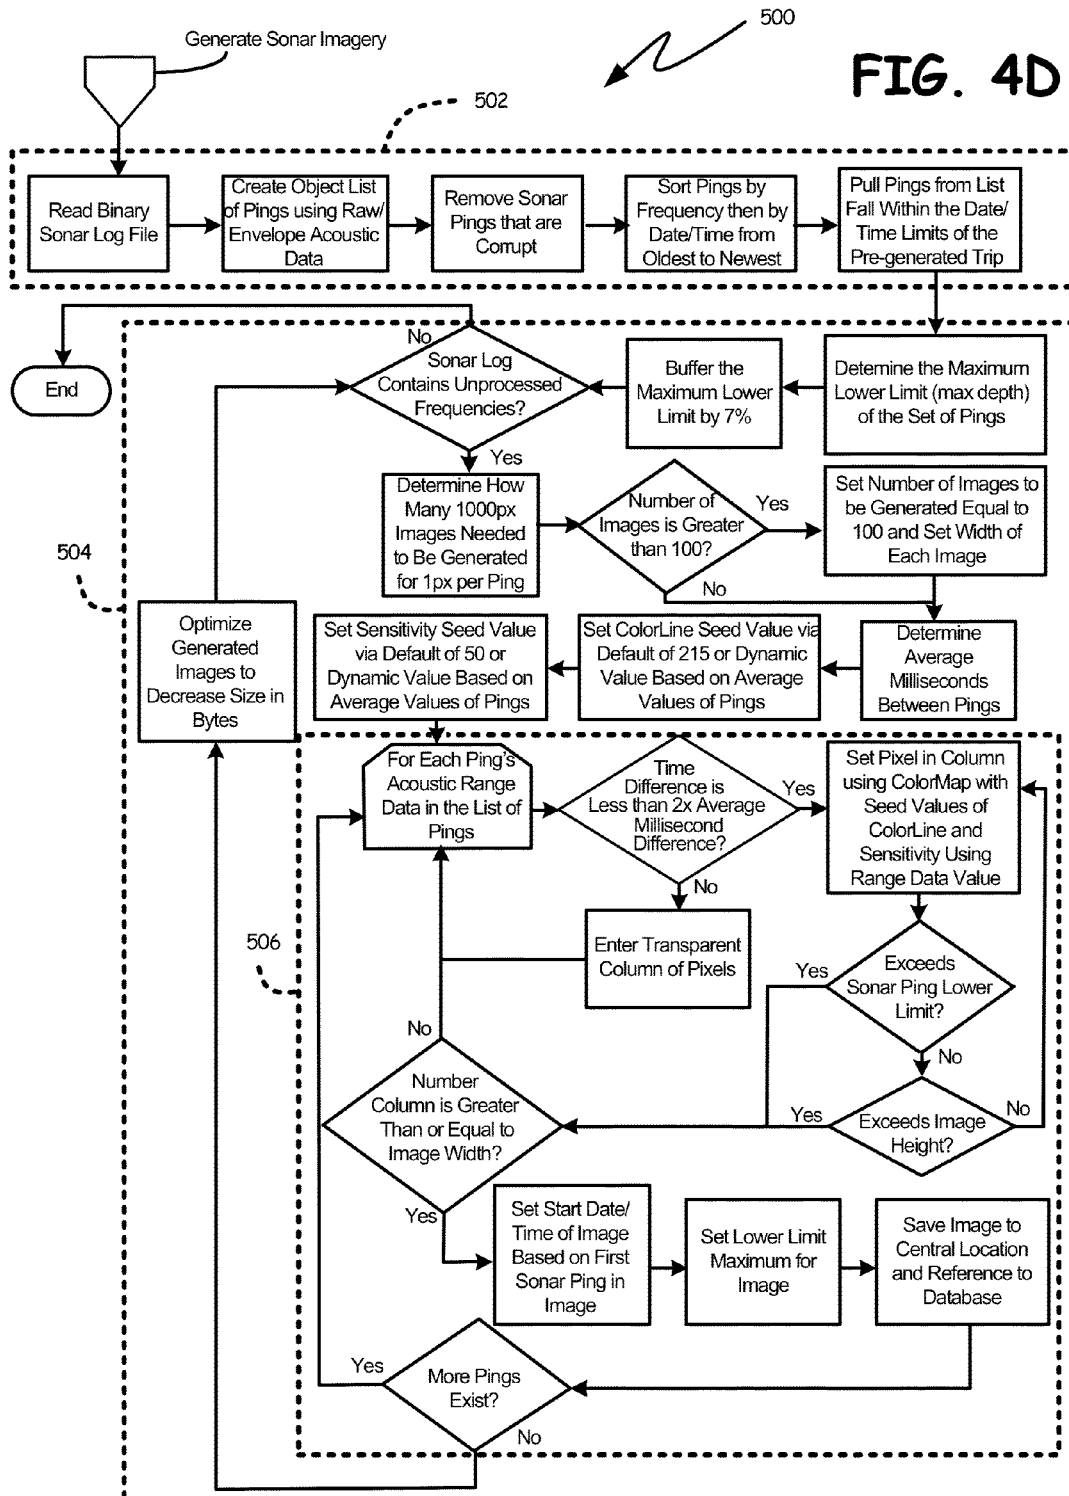 Generate Sonar Imagery
500
FIG. 4D
502
Read Binary
Sonar Log File
Create Object List
of Pings using Raw/
Envelope Acoustic
Data
Remove Sonar
Pings that are
Corrupt
Sort Pings by
Frequency then by
Date/Time from
Oldest to Newest
Pull Pings from List
Fall Within the Date/
Time Limits of the
Pre-generated Trip
End
No
Sonar Log
Contains Unprocessed
Frequencies?
Buffer the
Maximum Lower
Limit by 7%
Detemine the Maximum
Lower Limit (max depth)
of the Set of Pings
Yes
Determine How
Many 1000px
Images Needed
to Be Generated
for 1px per Ping
Number of
Images is Greater
than 100?
Yes
Set Number of Images to
be Generated Equal to
100 and Set Width of
Each Image
No
504
Optimize
Generated
Images to
Decrease Size in
Bytes
Set Sensitivity Seed Value
via Default of 50 or
Dynamic Value Based on
Average Values of Pings
Set ColorLine Seed Value via
Default of 215 or Dynamic
Value Based on Average
Values of Pings
Determine
Average
Milliseconds
Between Pings
For Each Ping's
Acoustic Range
Data in the List of
Pings
Time
Difference is
Less than 2x Average
Millisecond
Difference?
Yes
Set Pixel in Column
using ColorMap with
Seed Values of
ColorLine and
Sensitivity Using
Range Data Value
No
506
Enter Transparent
Column of Pixels
Yes
Exceeds
Sonar Ping Lower
Limit?
No
No
Number
Column is Greater
Than or Equal to
Image Width?
Yes
Exceeds Image
Height?
No
Yes
Set Start Date/
Time of Image
Based on First
Sonar Ping in
Image
Set Lower Limit
Maximum for
Image
Save Image to
Central Location
and Reference to
Database
Yes
More Pings
Exist?
No